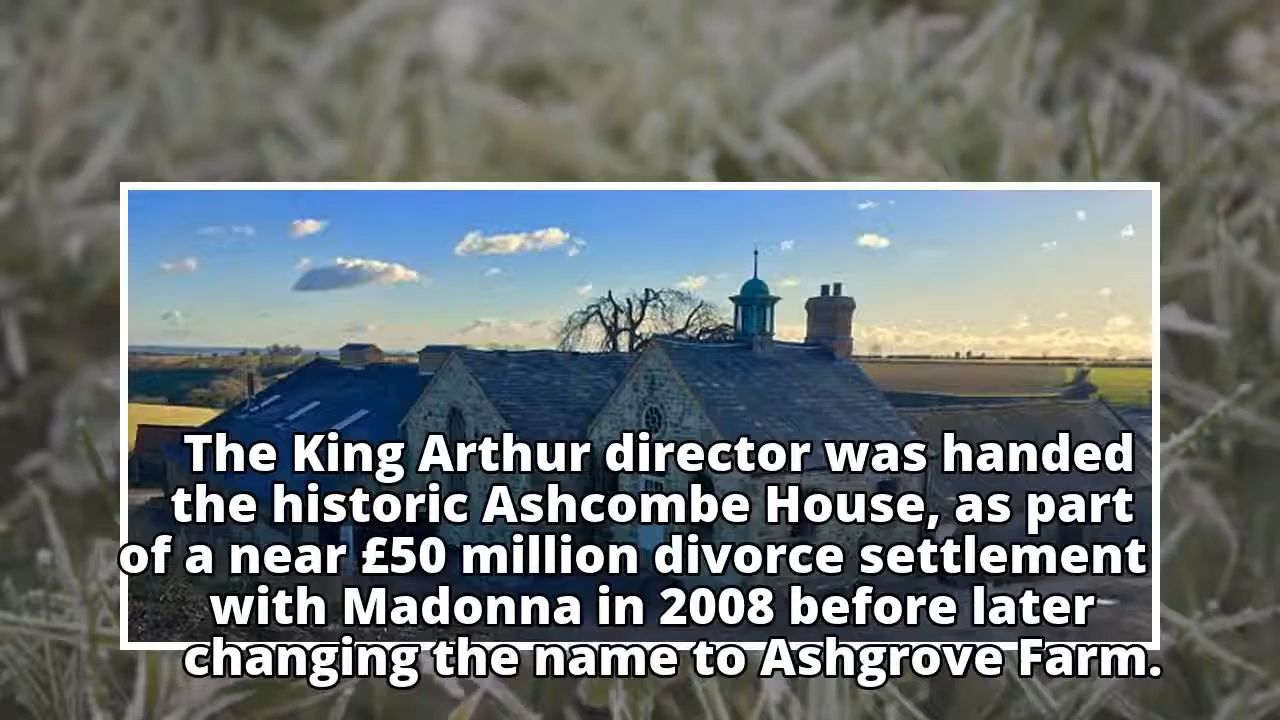 The King Arthur director was handed
the historic Ashcombe House, as part
of a near £50 million divorce settlement
with Madonna in 2008 before later
changing the name to Ashgrove Farm.